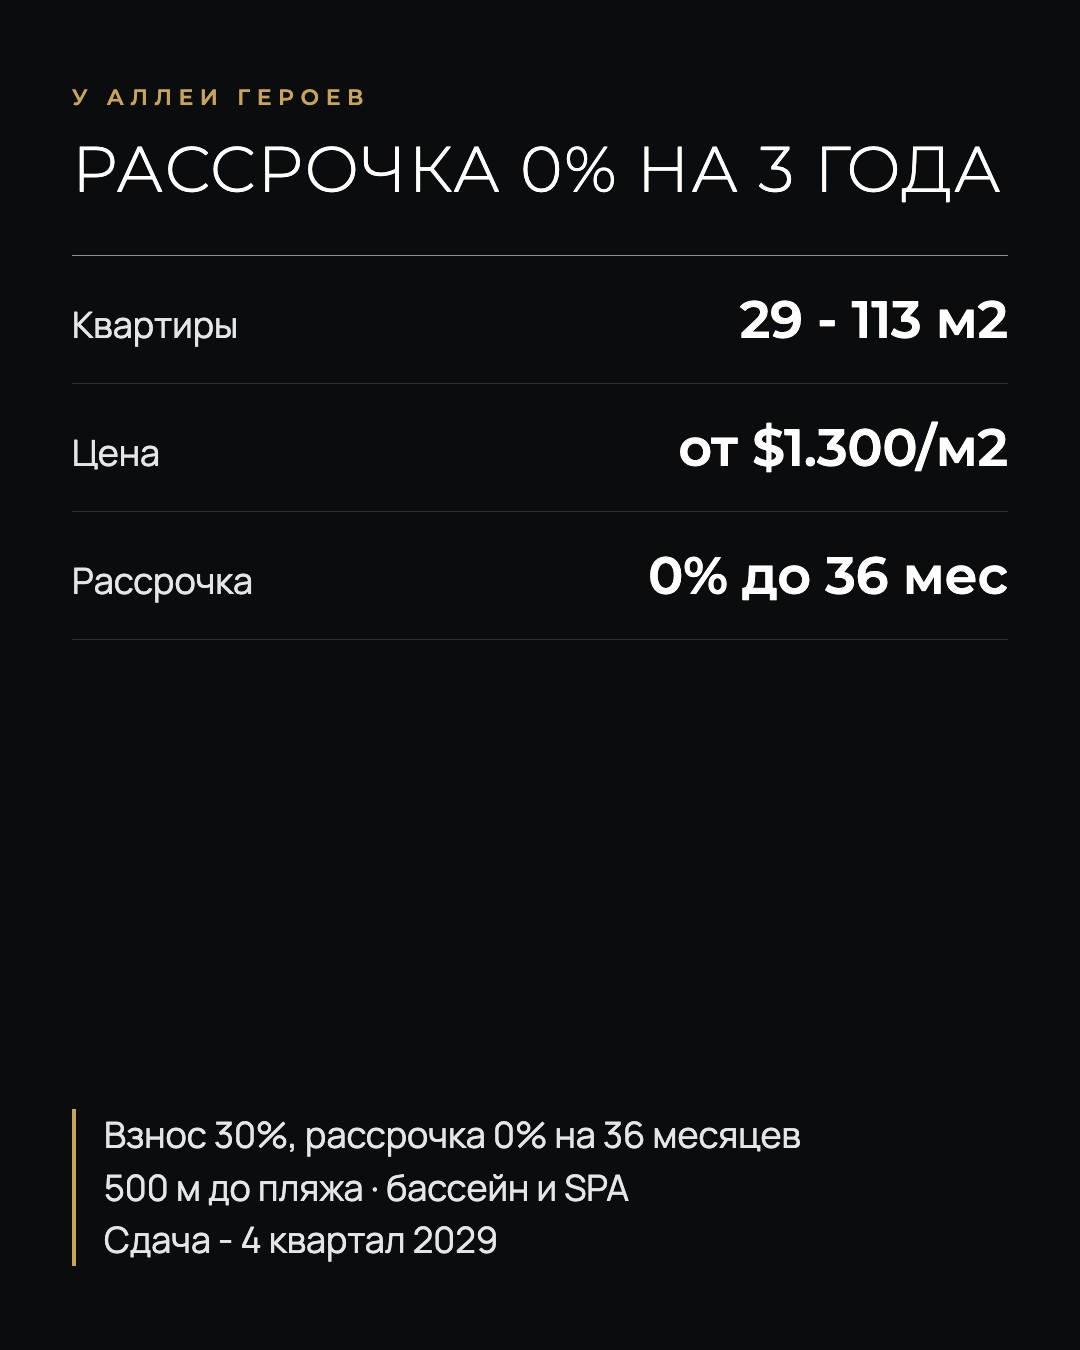 У АЛЛЕИ ГЕРОЕВ
РАССРОЧКА 0% НА 3 ГОДА
Квартиры 29 - 113 м2
Цена от $1.300/м2
Рассрочка 0% до 36 мес
Взнос 30%, рассрочка 0% на 36 месяцев
500 м до пляжа · бассейн и SPA
Сдача - 4 квартал 2029